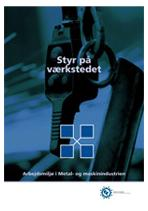 Styr på
værkstedet
Arbejdsmiljø i Metal- og maskinindustrien